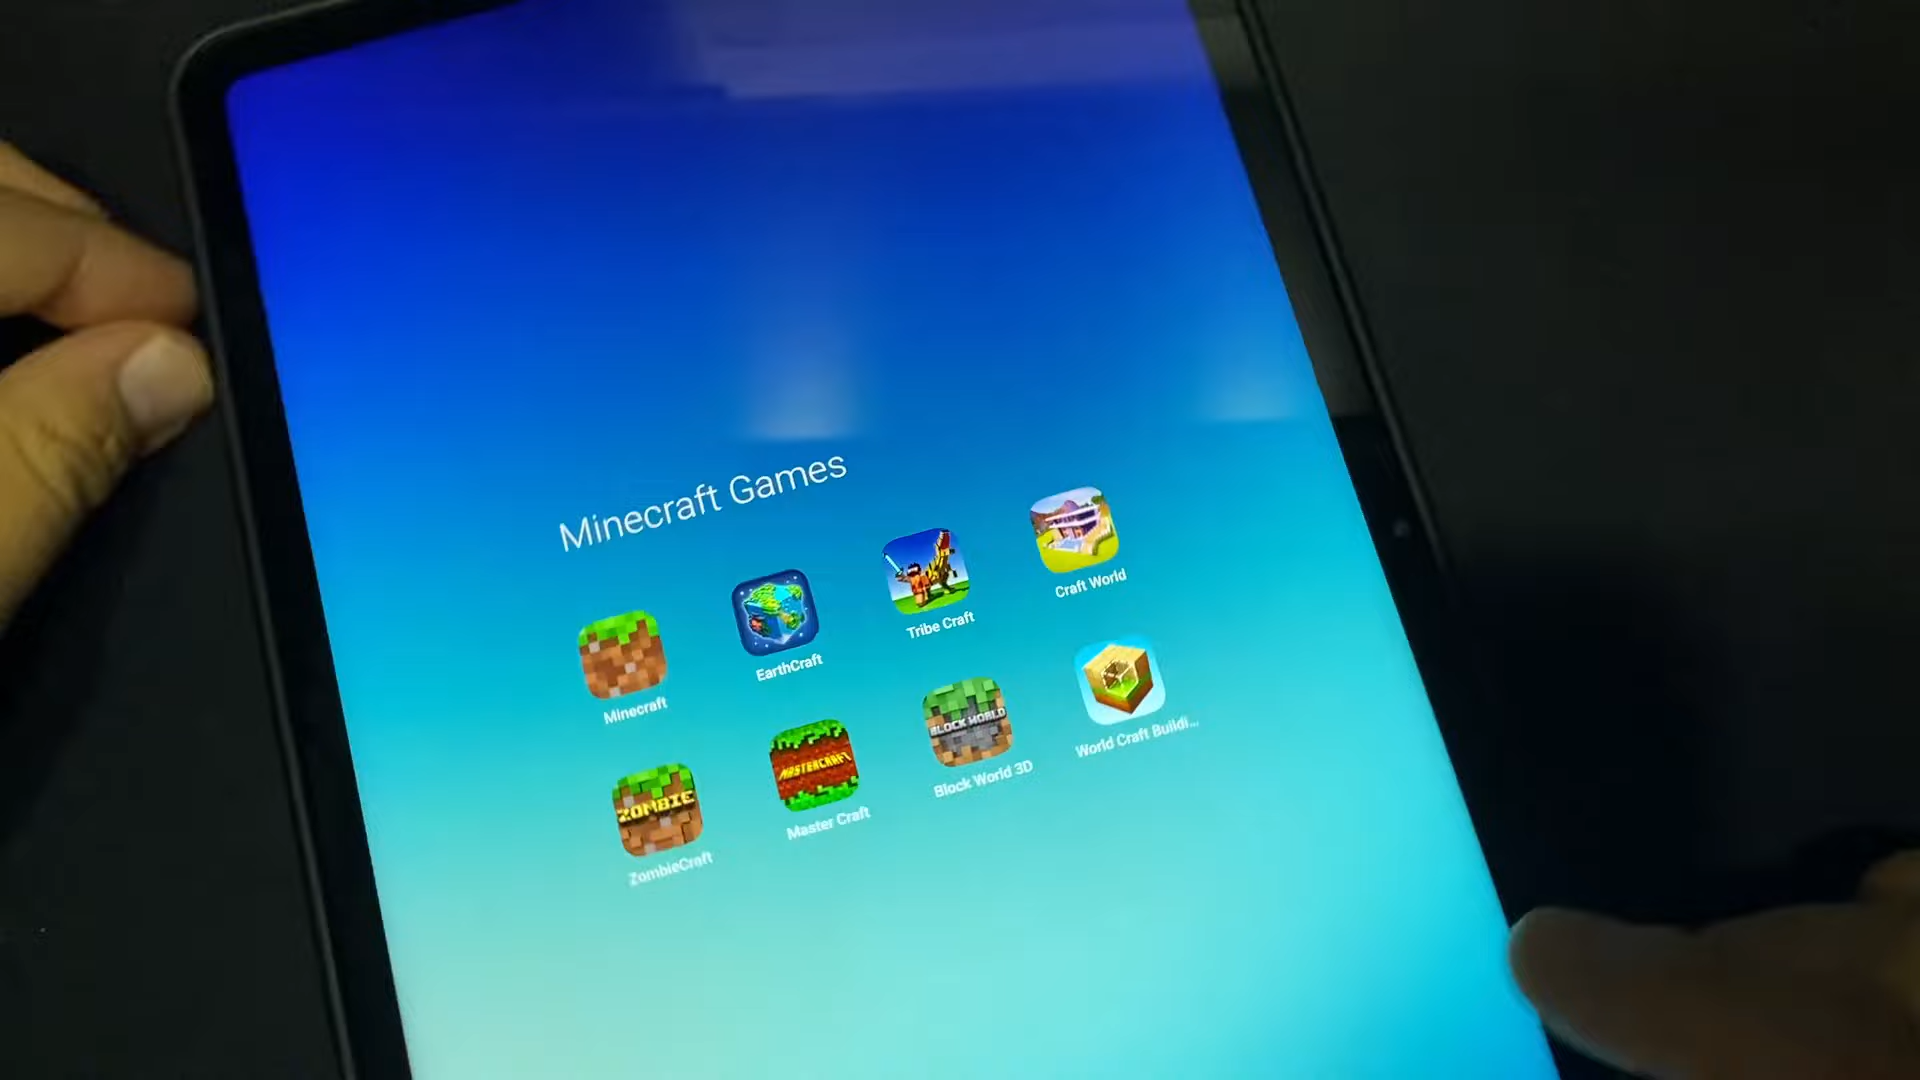 Minecraft Games
Minecraft
EarthCraft
Tribe Craft
Craft World
ZOMBIE
ZombieCraft
MASTERCRAFT
Master Craft
BLOCK WORLD
Block World 3D
World Craft Buildi...